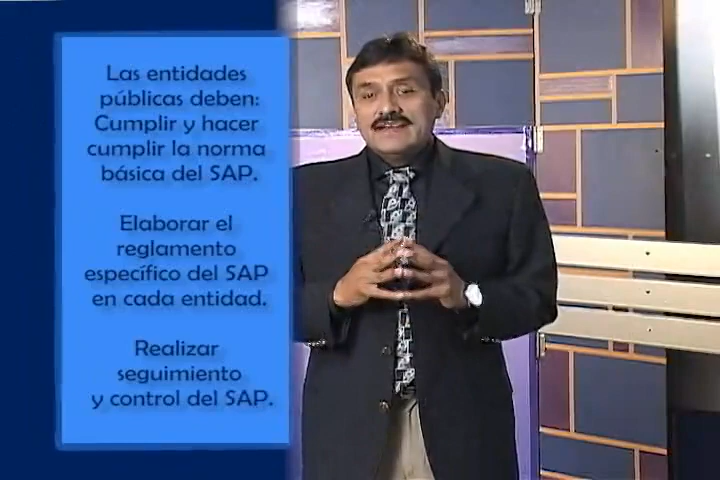 Las entidades
públicas deben:
Cumplir y hacer
cumplir la norma
básica del SAP.
Elaborar el
reglamento
específico del SAP
en cada entidad.
Realizar
seguimiento
y control del SAP.